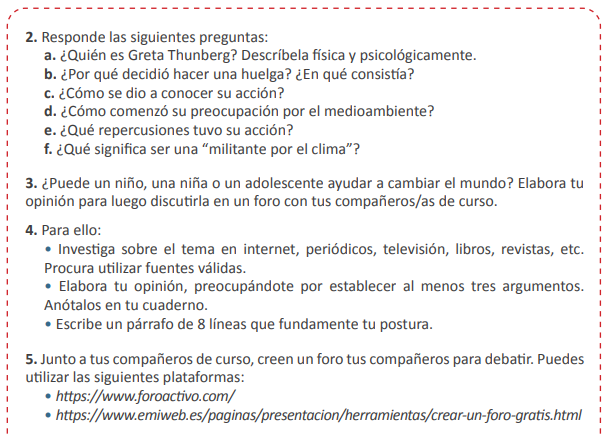 2. Responde las siguientes preguntas:
a. ¿Quién es Greta Thunberg? Descríbela física y psicológicamente.
b. ¿Por qué decidió hacer una huelga? ¿En qué consistía?
c. ¿Cómo se dio a conocer su acción?
d. ¿Cómo comenzó su preocupación por el medioambiente?
e. ¿Qué repercusiones tuvo su acción?
f. ¿Qué significa ser una “militante por el clima”?
3. ¿Puede un niño, una niña o un adolescente ayudar a cambiar el mundo? Elabora tu
opinión para luego discutirla en un foro con tus compañeros/as de curso.
4. Para ello:
• Investiga sobre el tema en internet, periódicos, televisión, libros, revistas, etc.
Procura utilizar fuentes válidas.
• Elabora tu opinión, preocupándote por establecer al menos tres argumentos.
Anótalos en tu cuaderno.
• Escribe un párrafo de 8 líneas que fundamente tu postura.
5. Junto a tus compañeros de curso, creen un foro tus compañeros para debatir. Puedes
utilizar las siguientes plataformas:
• https://www.foroactivo.com/
• https://www.emiweb.es/paginas/presentacion/herramientas/crear-un-foro-gratis.html